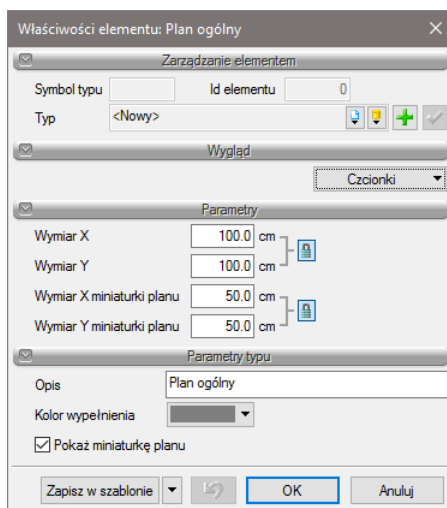 Właściwości elementu: Plan ogólny
Zarządzanie elementem
Symbol typu Id elementu 0
Typ <Nowy>
Wygląd
Czcionki
Parametry
Wymiar X 100.0 cm
Wymiar Y 100.0 cm
Wymiar X miniaturki planu 50.0 cm
Wymiar Y miniaturki planu 50.0 cm
Parametry typu
Opis Plan ogólny
Kolor wypełnienia
Pokaż miniaturkę planu
Zapisz w szablonie OK Anuluj